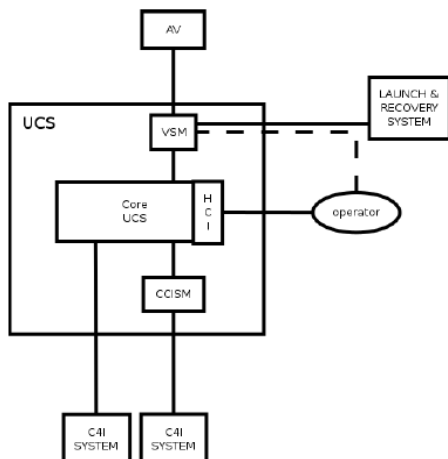 AV
UCS
VSM
LAUNCH &
RECOVERY
SYSTEM
Core
UCS
H
C
I
operator
CCISM
C4I
SYSTEM
C4I
SYSTEM